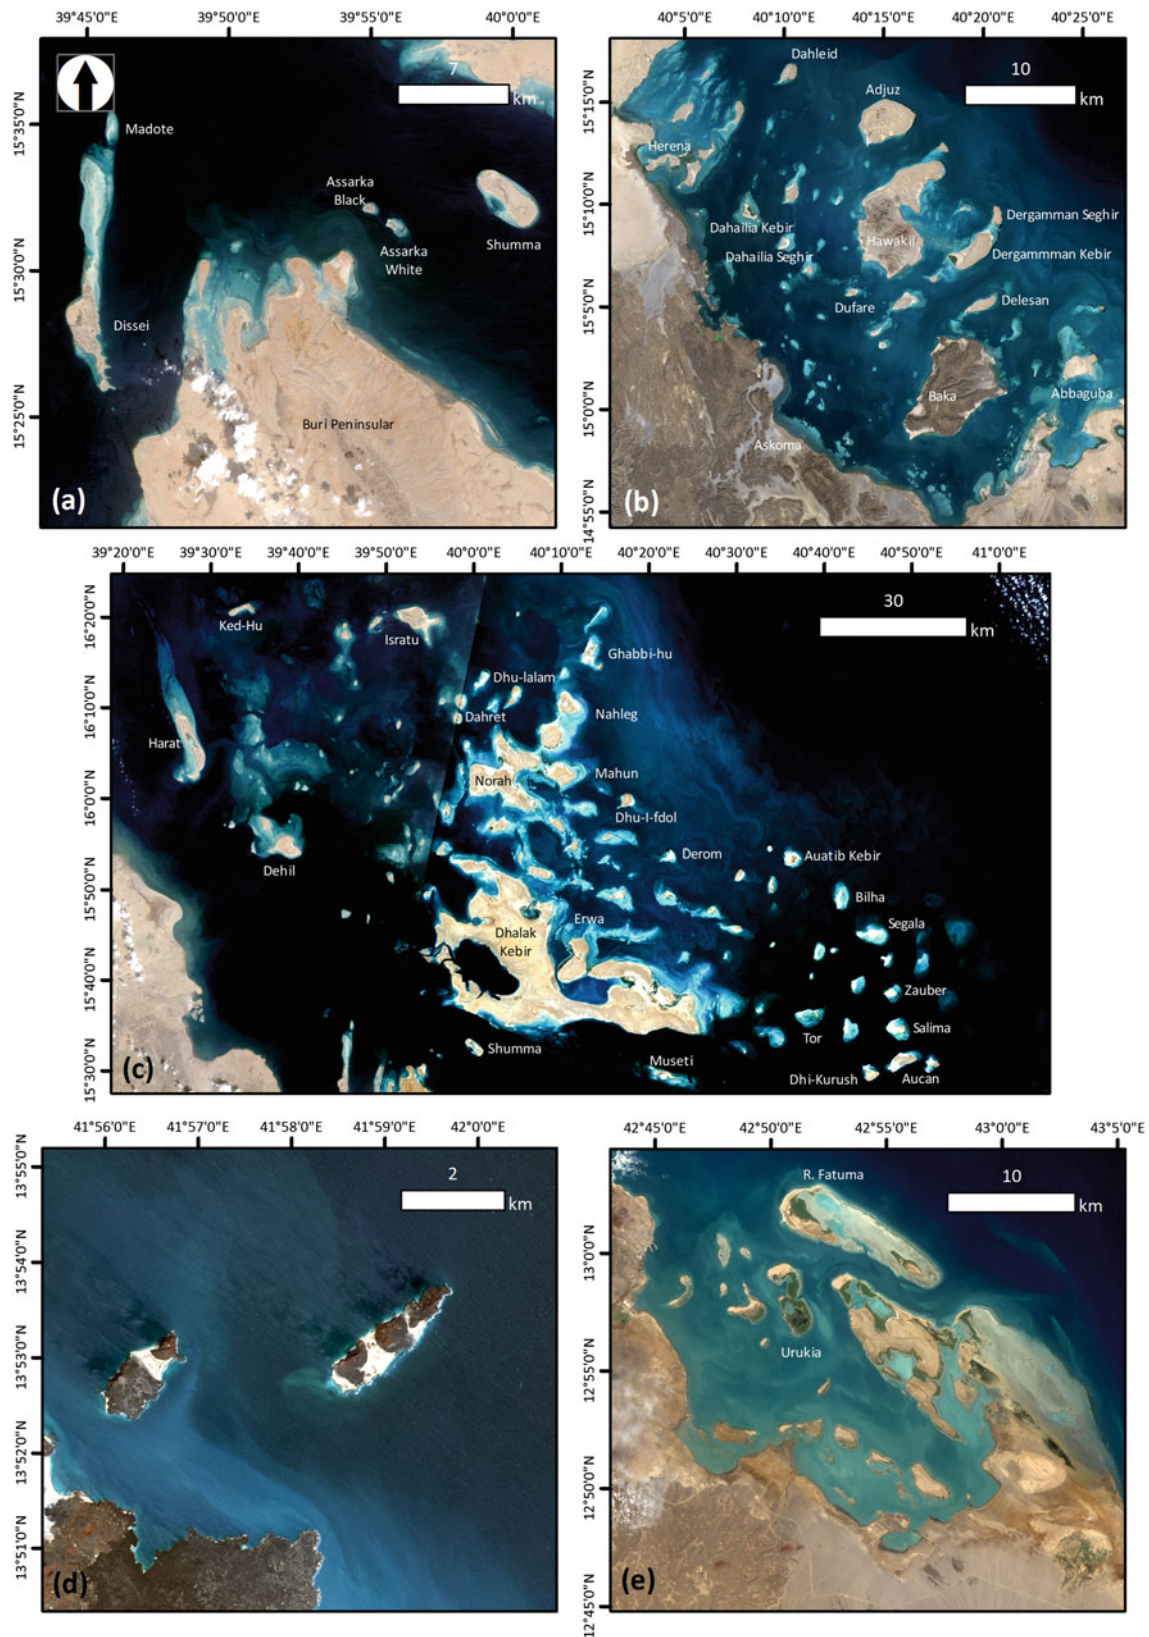 39°45'0"E 39°50'0"E 39°55'0"E 40°0'0"E
15°35'0"N
15°30'0"N
15°25'0"N
7
km
Madote
Assarka
Black
Assarka
White
Shumma
Dissei
Buri Peninsular
(a)
40°5'0"E 40°10'0"E 40°15'0"E 40°20'0"E 40°25'0"E
15°15'0"N
15°10'0"N
15°5'0"N
15°0'0"N
14°55'0"N
Dahleid
10
km
Adjuz
Herena
Dahailia Kebir
Dergamman Seghir
Hawakil
Dahailia Seghir
Dergammman Kebir
Dufare
Delesan
Baka
Abbaguba
Askoma
(b)
39°20'0"E 39°30'0"E 39°40'0"E 39°50'0"E 40°0'0"E 40°10'0"E 40°20'0"E 40°30'0"E 40°40'0"E 40°50'0"E 41°0'0"E
16°20'0"N
16°10'0"N
16°0'0"N
15°50'0"N
15°40'0"N
15°30'0"N
30
km
Ked-Hu
Isratu
Ghabbi-hu
Dhu-lalam
Dahret
Nahleg
Harat
Norah
Mahun
Dhu-I-fdol
Dehil
Derom
Auatib Kebir
Bilha
Erwa
Segala
Dhalak
Kebir
Zauber
Tor
Salima
Shumma
Museti
Dhi-Kurush
Aucan
(c)
41°56'0"E 41°57'0"E 41°58'0"E 41°59'0"E 42°0'0"E
13°55'0"N
13°54'0"N
13°53'0"N
13°52'0"N
13°51'0"N
2
km
(d)
42°45'0"E 42°50'0"E 42°55'0"E 43°0'0"E 43°5'0"E
13°0'0"N
12°55'0"N
12°50'0"N
12°45'0"N
R. Fatuma
10
km
Urukia
(e)